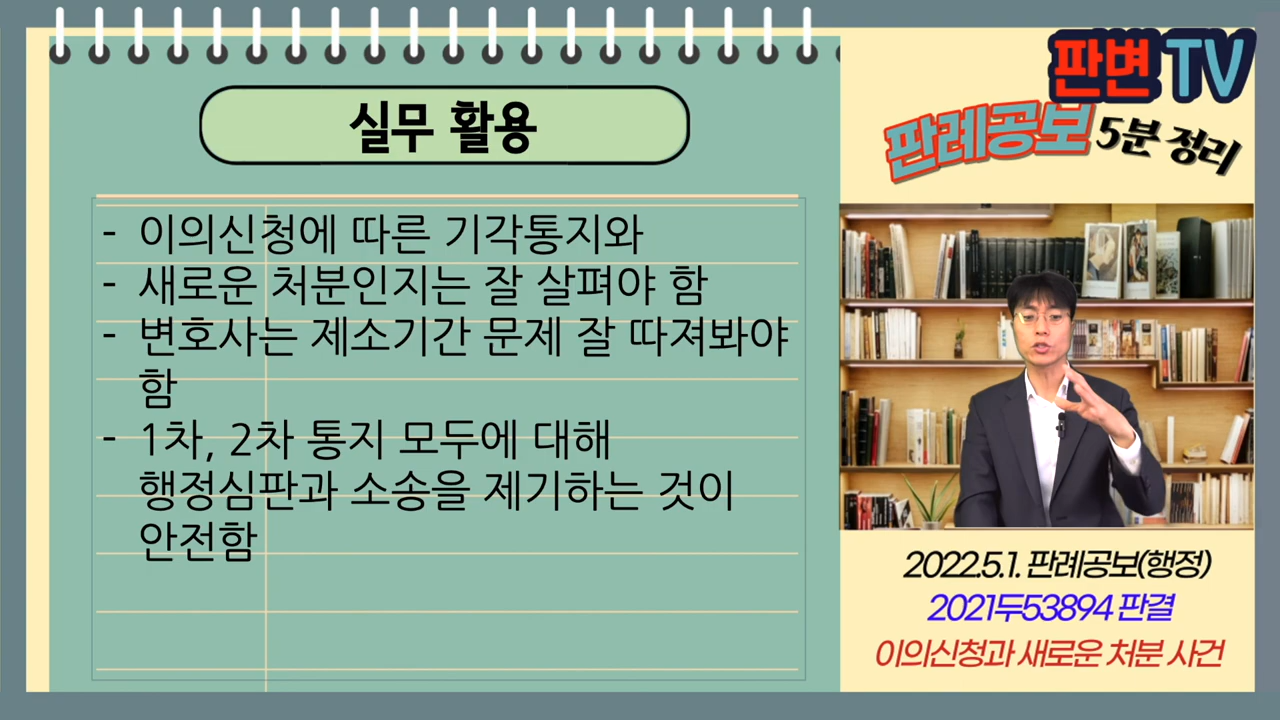 실무 활용
- 이의신청에 따른 기각통지와
- 새로운 처분인지는 잘 살펴야 함
- 변호사는 제소기간 문제 잘 따져봐야
함
- 1차, 2차 통지 모두에 대해
행정심판과 소송을 제기하는 것이
안전함
판변 TV
판례공보 5분 정리
2022.5.1. 판례공보(행정)
2021두53894 판결
이의신청과 새로운 처분 사건